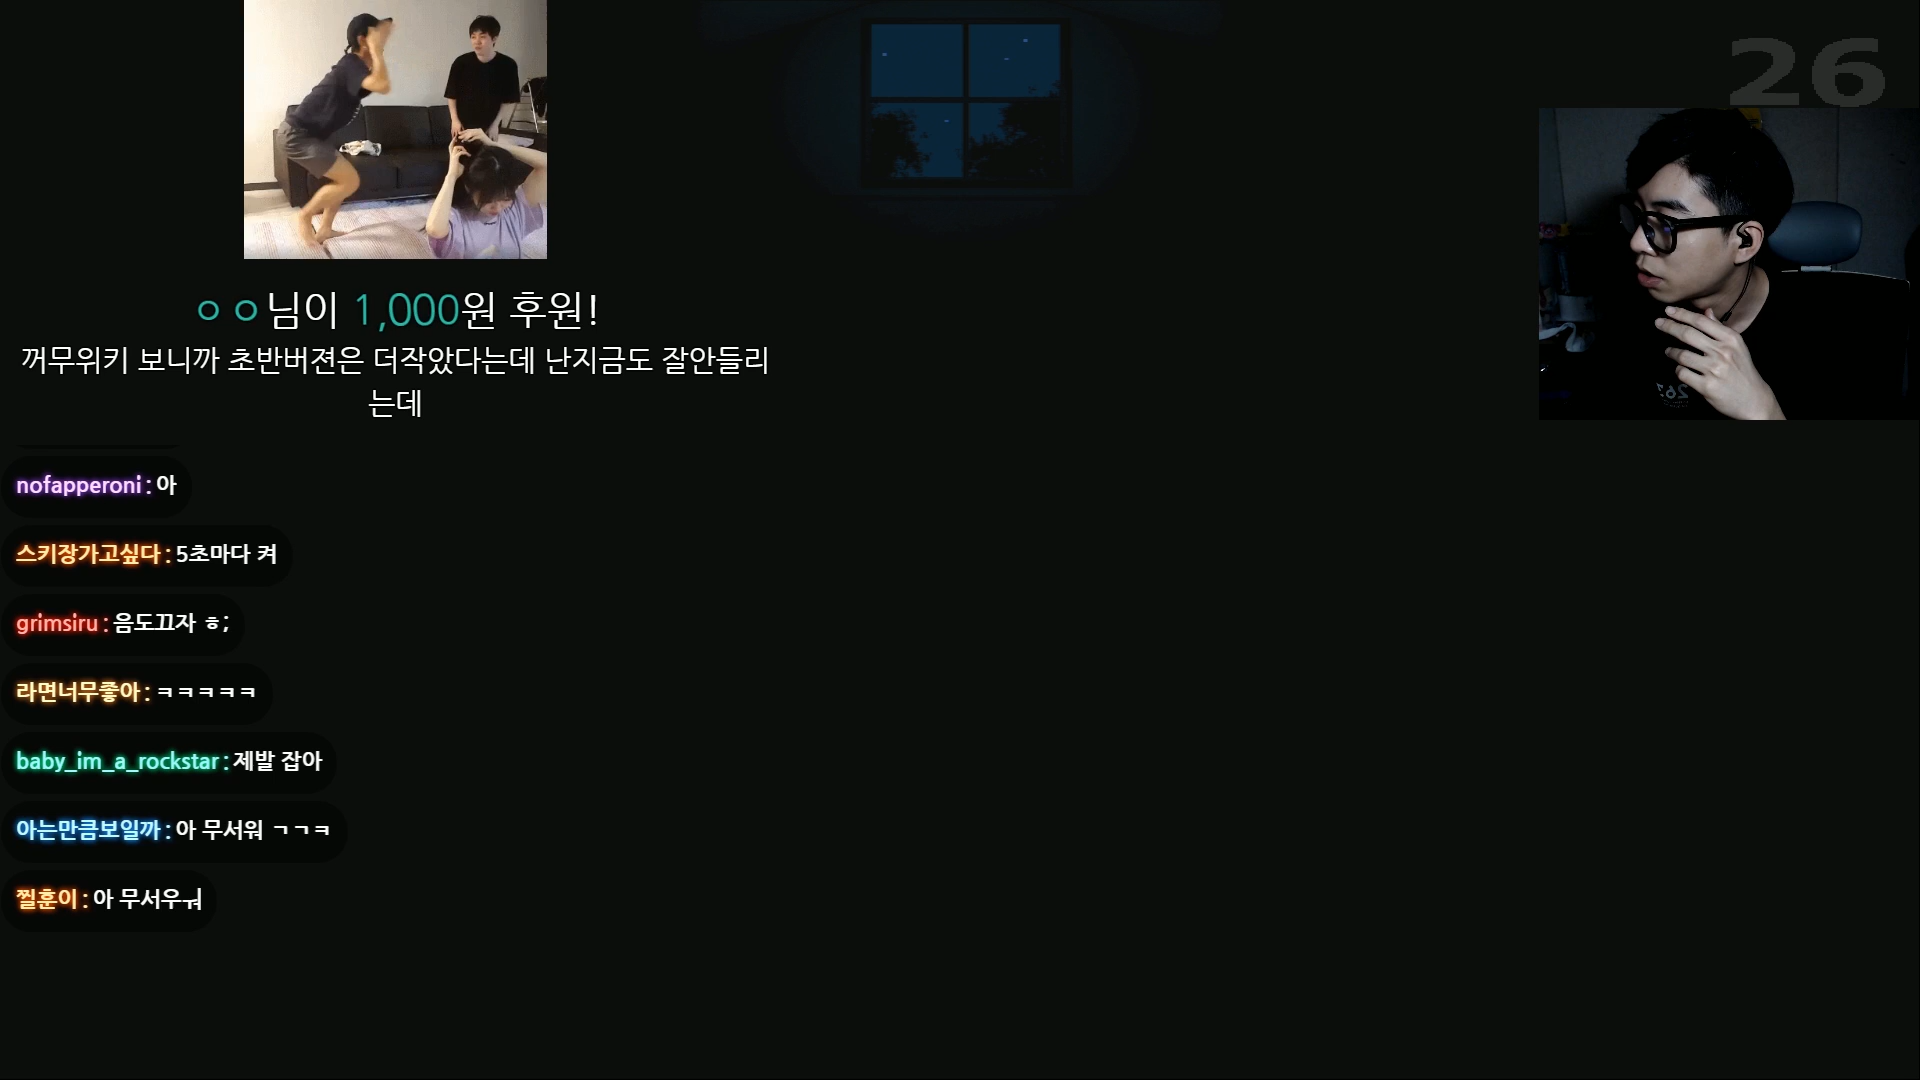 26
ㅇㅇ님이 1,000원 후원!
꺼무위키 보니까 초반버젼은 더작았다는데 난지금도 잘안들리
는데
nofapperoni : 아
스키장가고싶다 : 5초마다 켜
grimsiru : 음도끄자 ㅎ;
라면너무좋아 : ㅋㅋㅋㅋㅋ
baby_im_a_rockstar : 제발 잡아
아는만큼보일까 : 아 무서워 ㄱㄱㅋ
찔훈이 : 아 무서우ㅝ